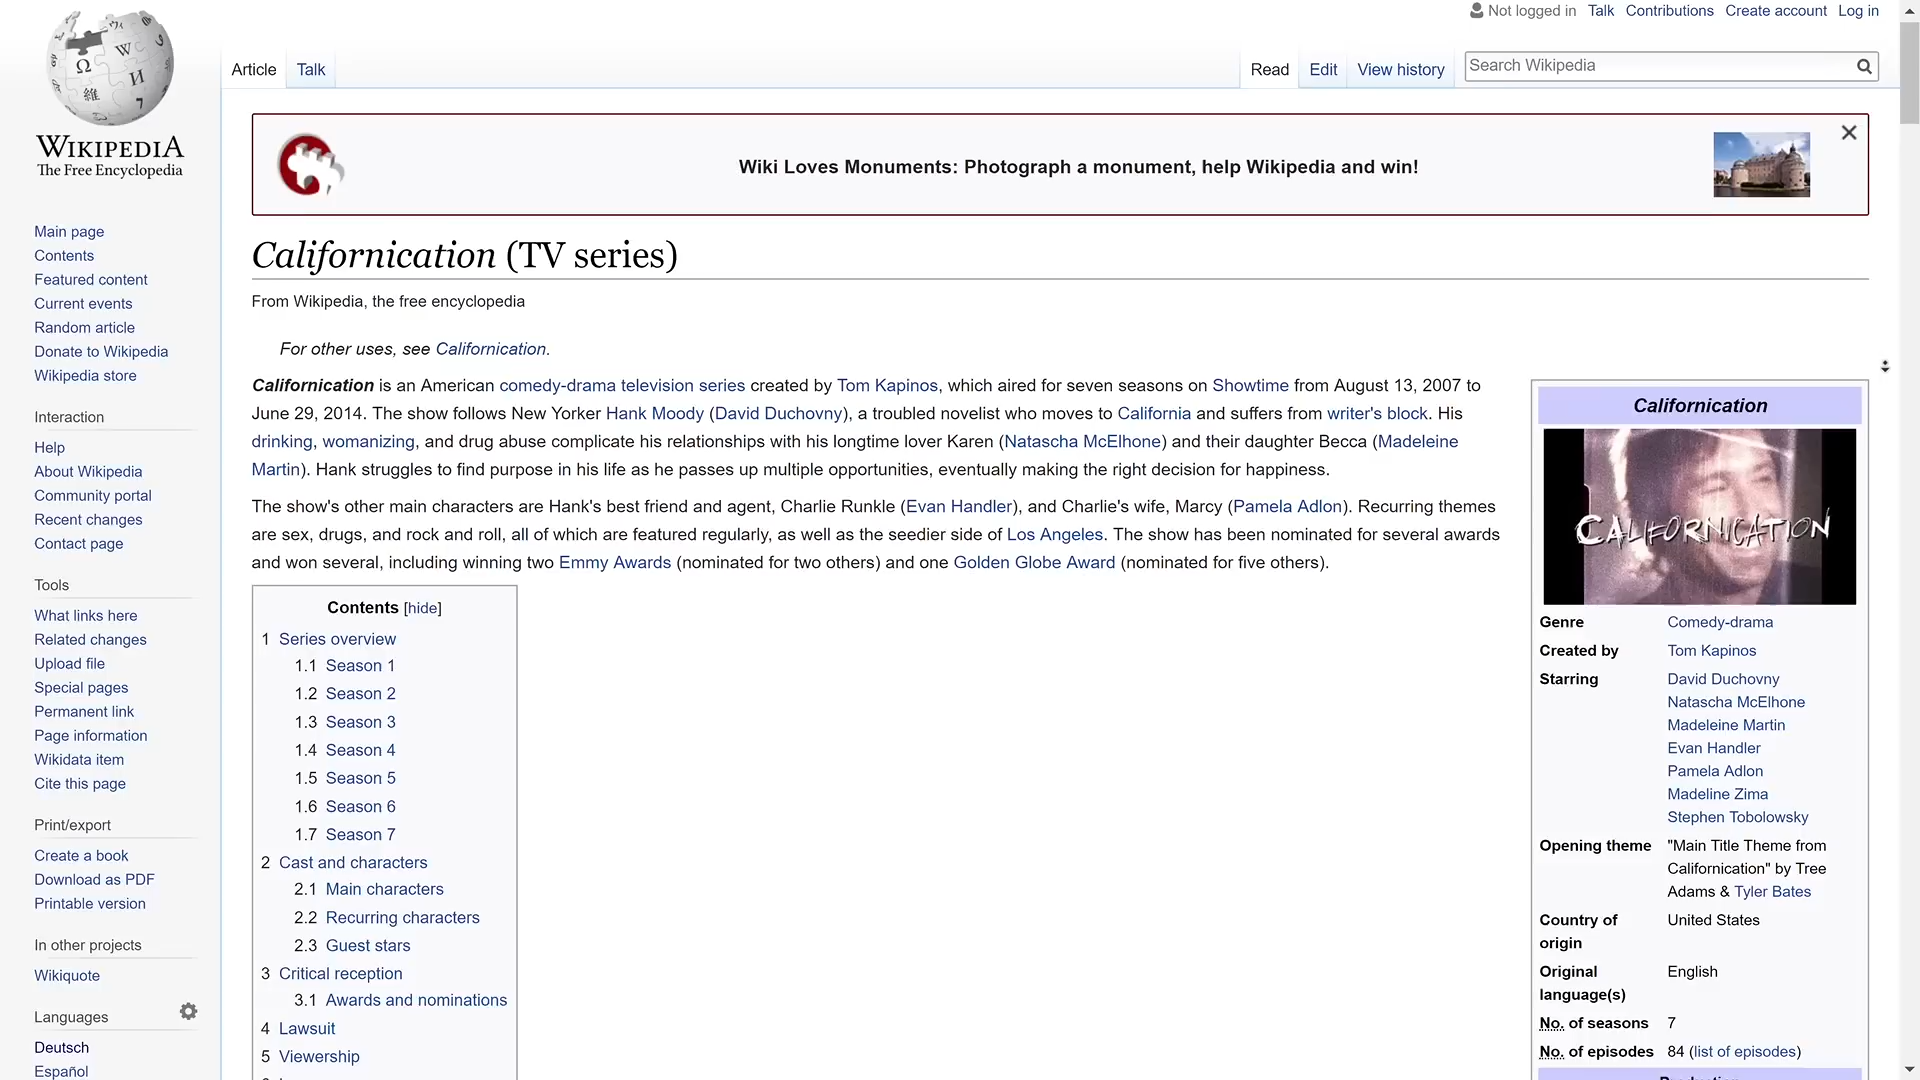 Not logged in Talk Contributions Create account Log in
Article Talk Read Edit View history Search Wikipedia
WIKIPEDIA
The Free Encyclopedia
Wiki Loves Monuments: Photograph a monument, help Wikipedia and win!
Main page
Contents
Featured content
Current events
Random article
Donate to Wikipedia
Wikipedia store
Interaction
Help
About Wikipedia
Community portal
Recent changes
Contact page
Tools
What links here
Related changes
Upload file
Special pages
Permanent link
Page information
Wikidata item
Cite this page
Print/export
Create a book
Download as PDF
Printable version
In other projects
Wikiquote
Languages
Deutsch
Español
Californication (TV series)
From Wikipedia, the free encyclopedia
For other uses, see Californication.
Californication is an American comedy-drama television series created by Tom Kapinos, which aired for seven seasons on Showtime from August 13, 2007 to
June 29, 2014. The show follows New Yorker Hank Moody (David Duchovny), a troubled novelist who moves to California and suffers from writer's block. His
drinking, womanizing, and drug abuse complicate his relationships with his longtime lover Karen (Natascha McElhone) and their daughter Becca (Madeleine
Martin). Hank struggles to find purpose in his life as he passes up multiple opportunities, eventually making the right decision for happiness.
The show's other main characters are Hank's best friend and agent, Charlie Runkle (Evan Handler), and Charlie's wife, Marcy (Pamela Adlon). Recurring themes
are sex, drugs, and rock and roll, all of which are featured regularly, as well as the seedier side of Los Angeles. The show has been nominated for several awards
and won several, including winning two Emmy Awards (nominated for two others) and one Golden Globe Award (nominated for five others).
Contents [hide]
1 Series overview
1.1 Season 1
1.2 Season 2
1.3 Season 3
1.4 Season 4
1.5 Season 5
1.6 Season 6
1.7 Season 7
2 Cast and characters
2.1 Main characters
2.2 Recurring characters
2.3 Guest stars
3 Critical reception
3.1 Awards and nominations
4 Lawsuit
5 Viewership
Californication
CALIFORNICATION
Genre Comedy-drama
Created by Tom Kapinos
Starring David Duchovny
Natascha McElhone
Madeleine Martin
Evan Handler
Pamela Adlon
Madeline Zima
Stephen Tobolowsky
Opening theme "Main Title Theme from
Californication" by Tree
Adams & Tyler Bates
Country of United States
origin
Original English
language(s)
No. of seasons 7
No. of episodes 84 (list of episodes)